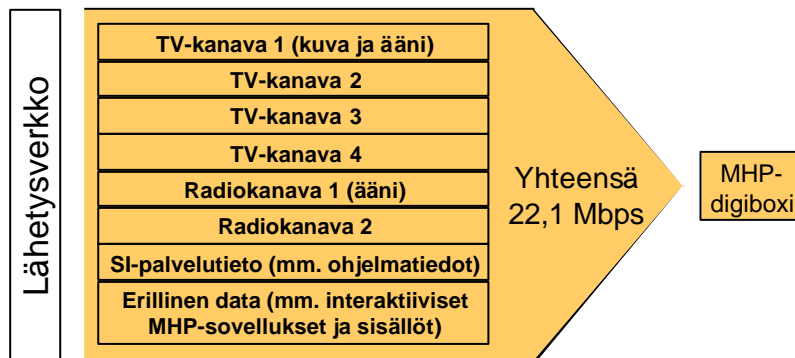 Lähetysverkko
TV-kanava 1 (kuva ja ääni)
TV-kanava 2
TV-kanava 3
TV-kanava 4
Radiokanava 1 (ääni)
Radiokanava 2
SI-palvelutieto (mm. ohjelmatiedot)
Erillinen data (mm. interaktiiviset
MHP-sovellukset ja sisällöt)
Yhteensä
22,1 Mbps
MHP-
digiboxi